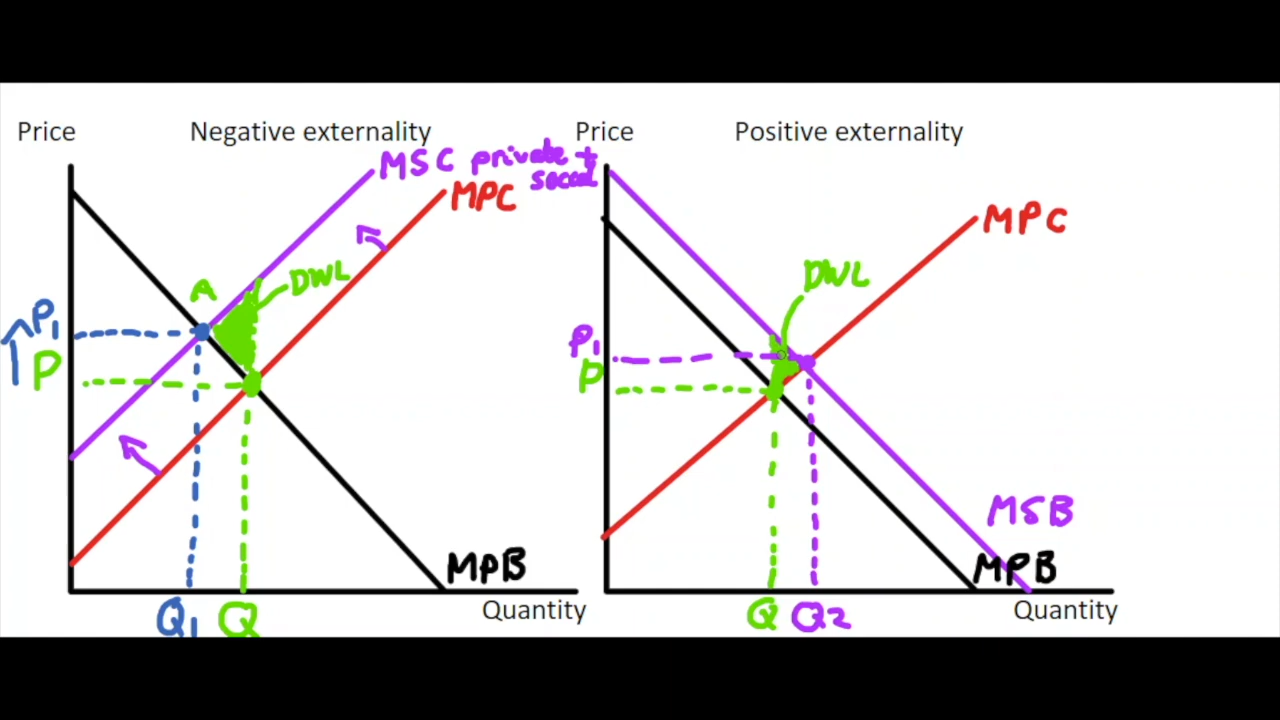 Price
Negative externality
MSC private +
social
MPC
A
DWL
P1
P
MPB
Quantity
Q1
Q
Price
Positive externality
MPC
DWL
P1
P
MSB
MPB
Quantity
Q
Q2